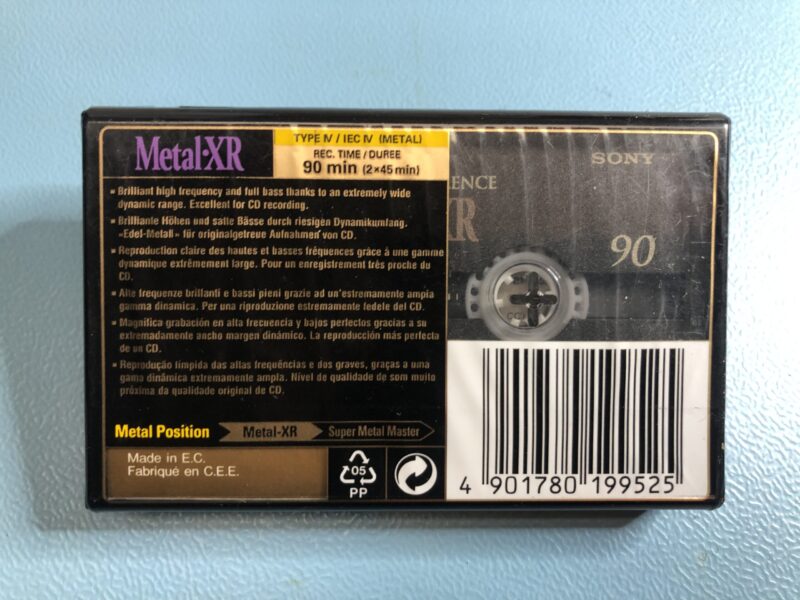 Metal·XR
TYPE IV / IEC IV (METAL)
REC. TIME / DUREE
90 min (2×45 min)
SONY
XR
90
▪ Brilliant high frequency and full bass thanks to an extremely wide
dynamic range. Excellent for CD recording.
▪ Brillante Höhen und satte Bässe durch riesigen Dynamikumfang.
«Edel-Metall» für originalgetreue Aufnahmen von CD.
▪ Reproduction claire des hautes et basses fréquences grâce à une gamme
dynamique extrêmement large. Pour un enregistrement très proche du
CD.
▪ Alte frequenze brillanti e bassi pieni grazie ad un'estremamente ampia
gamma dinamica. Per una riproduzione estremamente fedele del CD.
▪ Magnifica grabación en alta frecuencia y bajos perfectos gracias a su
extremadamente ancho margen dinámico. La reproducción más perfecta
de un CD.
▪ Reprodução límpida das altas frequências e dos graves, graças a uma
gama dinâmica extremamente ampla. Nível de qualidade de som muito
próxima da qualidade original do CD.
Metal Position Metal-XR Super Metal Master
Made in E.C.
Fabriqué en C.E.E.
05
PP
4 901780 199525